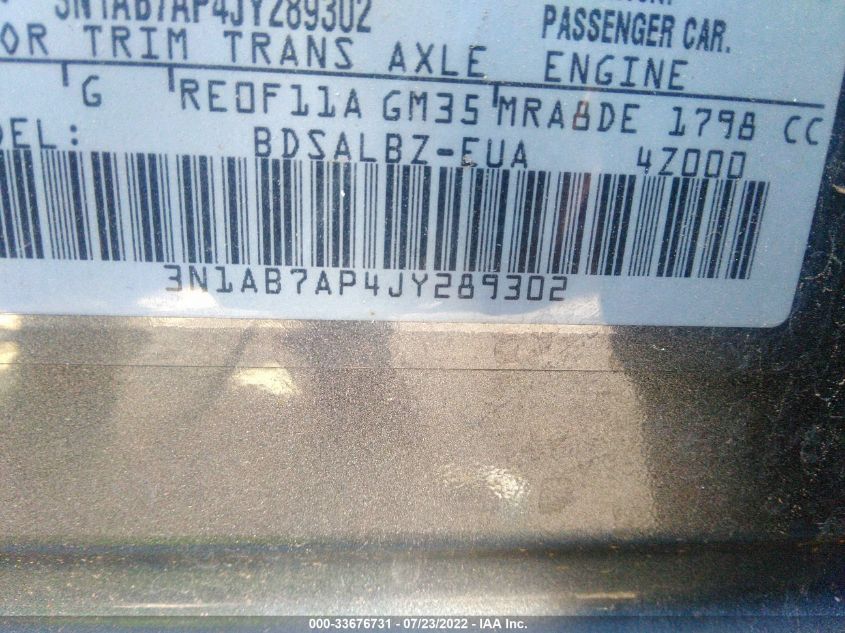 3N1AB7AP4JY289302
PASSENGER CAR.
OR TRIM TRANS AXLE ENGINE
G RE0F11A GM35 MRA8DE 1798 CC
DEL: BDSALBZ-EUA 4Z000
3N1AB7AP4JY289302
000-33676731 - 07/23/2022 - IAA Inc.